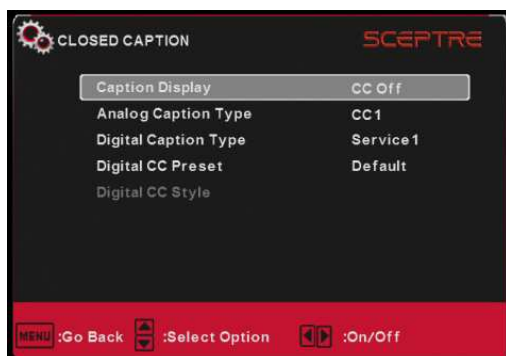 CLOSED CAPTION SCEPTRE
Caption Display CC Off
Analog Caption Type CC1
Digital Caption Type Service1
Digital CC Preset Default
Digital CC Style
MENU :Go Back :Select Option :On/Off